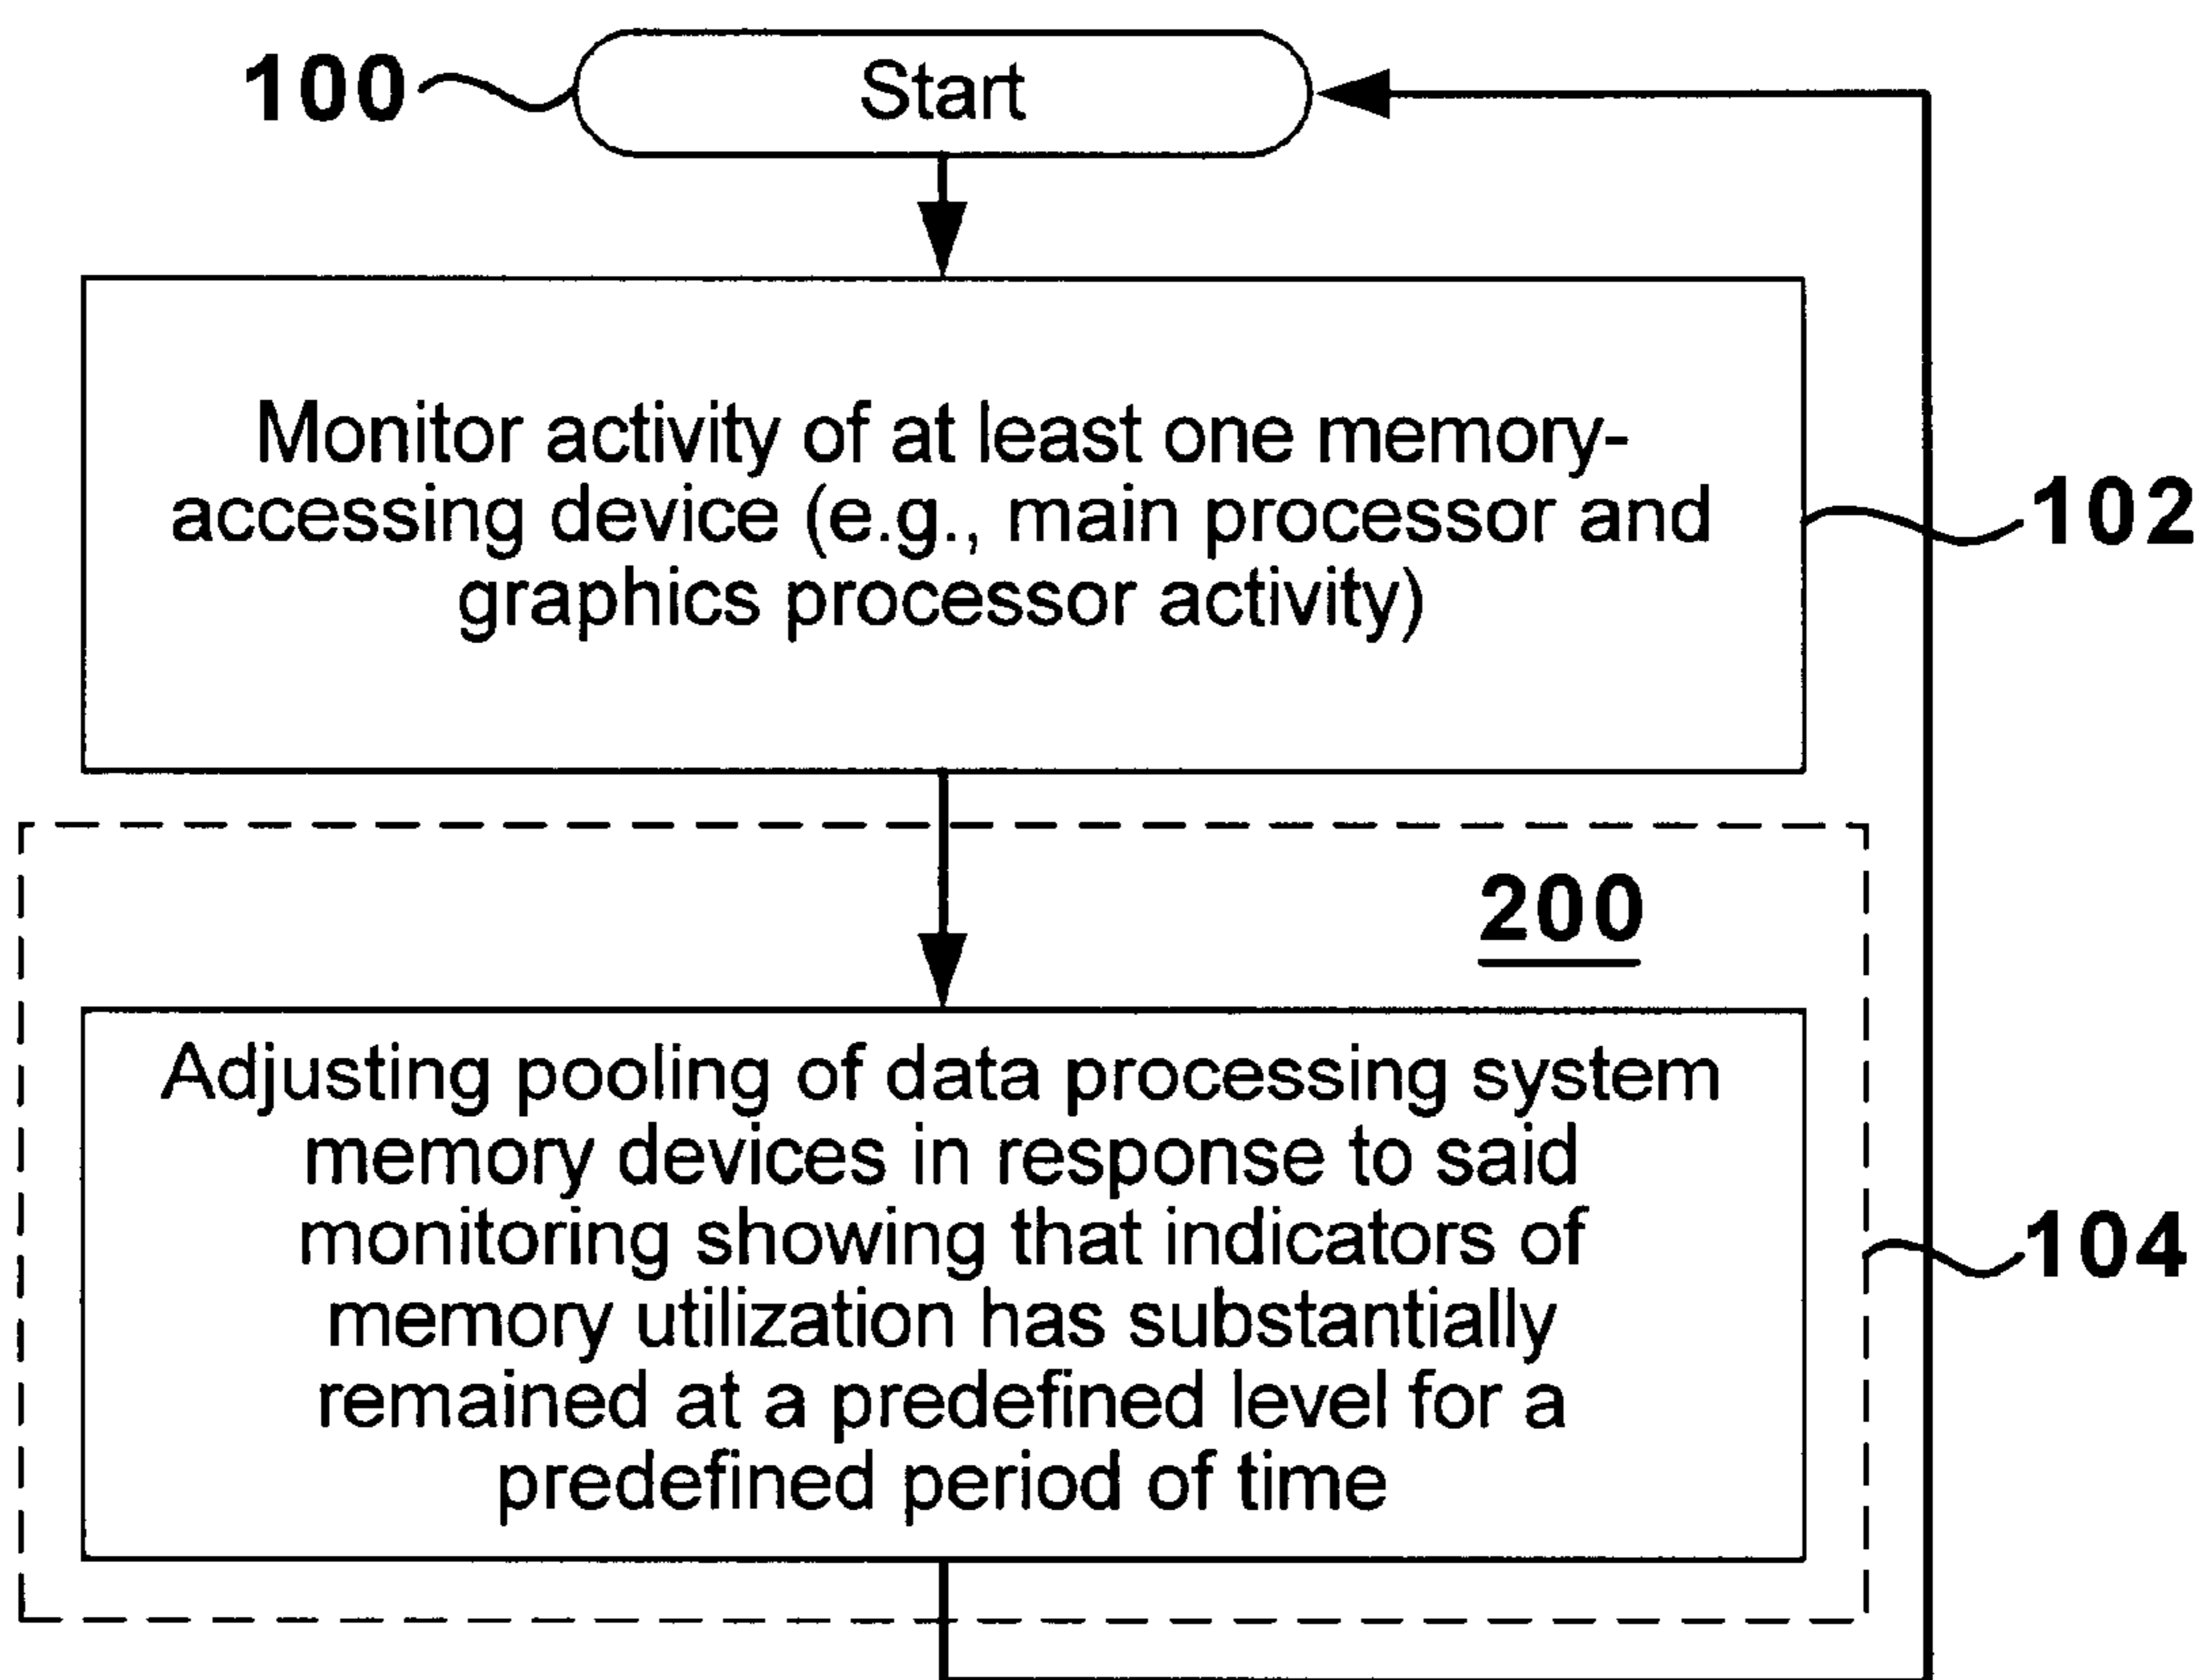 100
Start
Monitor activity of at least one memory-
accessing device (e.g., main processor and
graphics processor activity)
102
200
Adjusting pooling of data processing system
memory devices in response to said
monitoring showing that indicators of
memory utilization has substantially
remained at a predefined level for a
predefined period of time
104